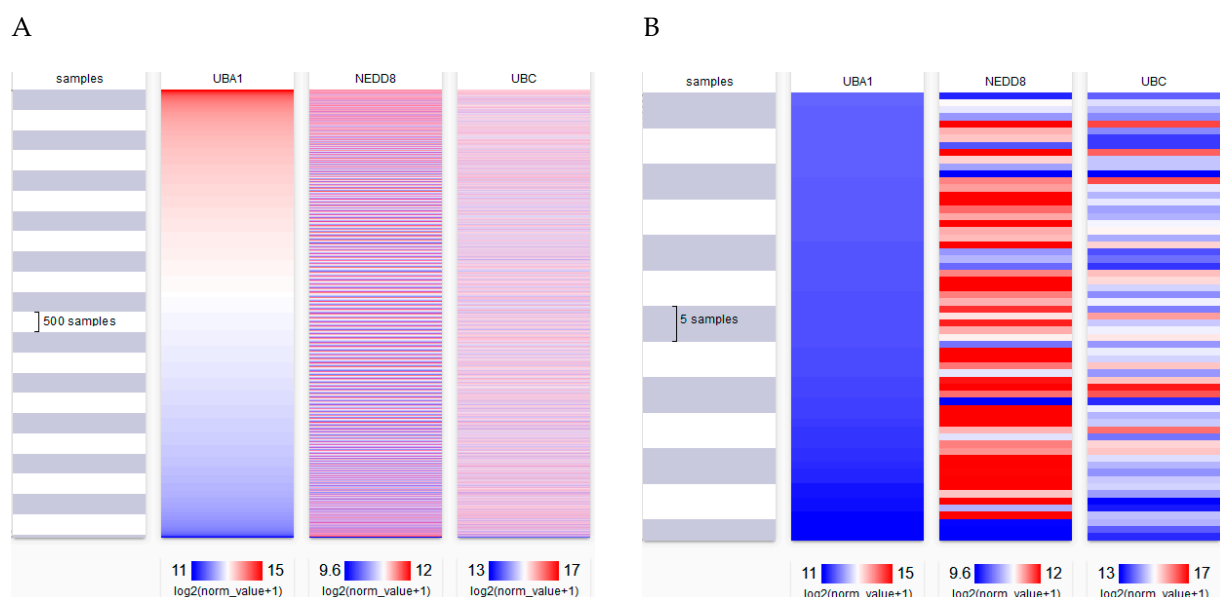 A
B
samples UBA1 NEDD8 UBC
samples UBA1 NEDD8 UBC
500 samples
5 samples
11 15 9.6 12 13 17
log2(norm_value+1) log2(norm_value+1) log2(norm_value+1)
11 15 9.6 12 13 17
log2(norm_value+1) log2(norm_value+1) log2(norm_value+1)